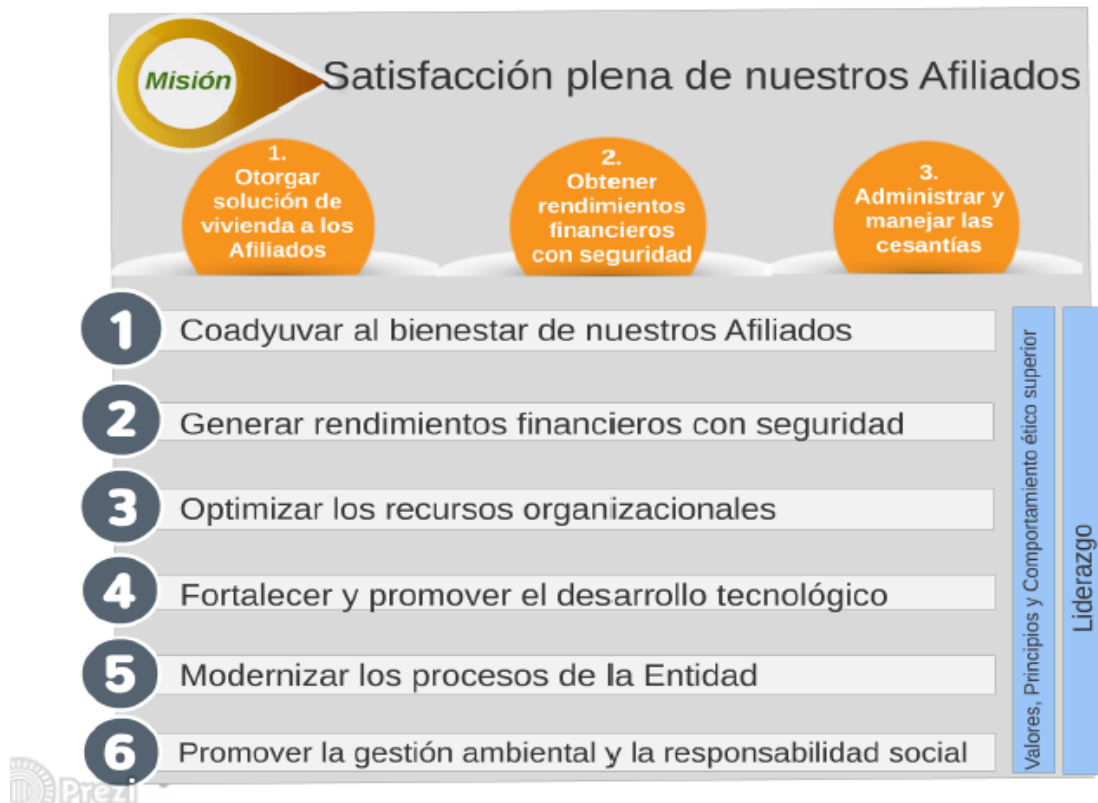 Misión
Satisfacción plena de nuestros Afiliados
1.
Otorgar
solución de
vivienda a los
Afiliados
2.
Obtener
rendimientos
financieros
con seguridad
3.
Administrar y
manejar las
cesantías
1
Coadyuvar al bienestar de nuestros Afiliados
2
Generar rendimientos financieros con seguridad
3
Optimizar los recursos organizacionales
4
Fortalecer y promover el desarrollo tecnológico
5
Modernizar los procesos de la Entidad
6
Promover la gestión ambiental y la responsabilidad social
Valores, Principios y Comportamiento ético superior
Liderazgo
Prezi